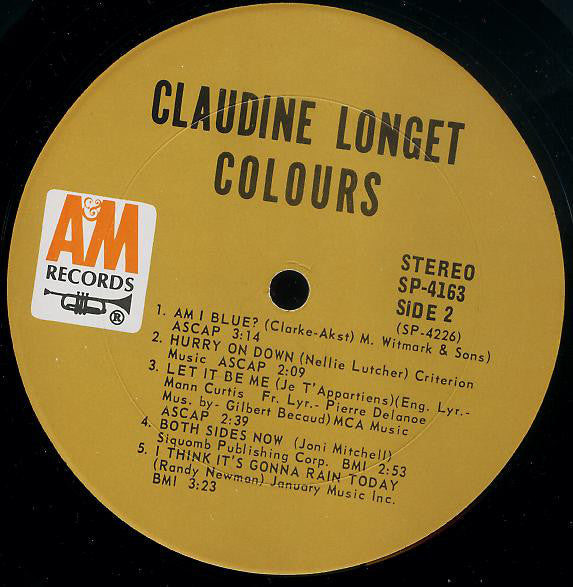 CLAUDINE LONGET
COLOURS
A&M
RECORDS
®
STEREO
SP-4163
SIDE 2
(SP-4226)
1. AM I BLUE? (Clarke-Akst) M. Witmark & Sons)
ASCAP 3:14
2. HURRY ON DOWN (Nellie Lutcher) Criterion
Music ASCAP 2:09
3. LET IT BE ME (Je T'Appartiens)(Eng. Lyr.-
Mann Curtis Fr. Lyr.- Pierre Delanoe
Mus. by- Gilbert Becaud)MCA Music
ASCAP 2:39
4. BOTH SIDES NOW (Joni Mitchell)
Siquomb Publishing Corp. BMI 2:53
5. I THINK IT'S GONNA RAIN TODAY
(Randy Newman) January Music Inc.
BMI 3:23